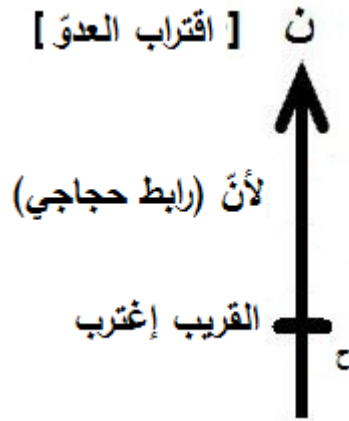 ن [ اقتراب العدوّ ]
لأنّ (رابط حجاجي)
القريب إغترب
ح